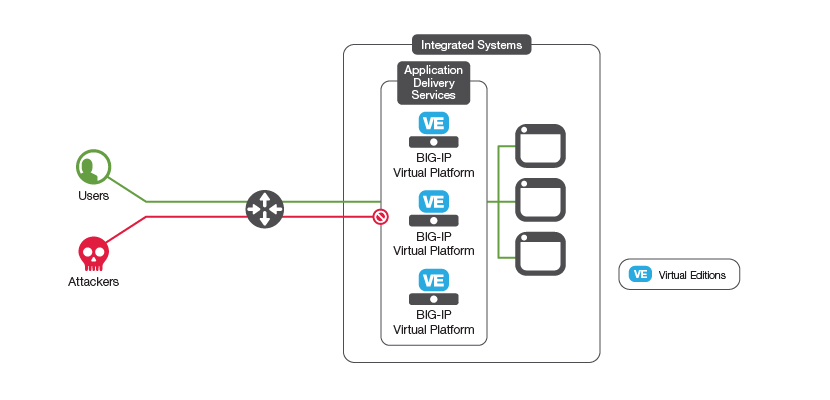 Integrated Systems
Application
Delivery
Services
VE
BIG-IP
Virtual Platform
Users
VE
BIG-IP
Virtual Platform
Attackers
VE
BIG-IP
Virtual Platform
VE Virtual Editions